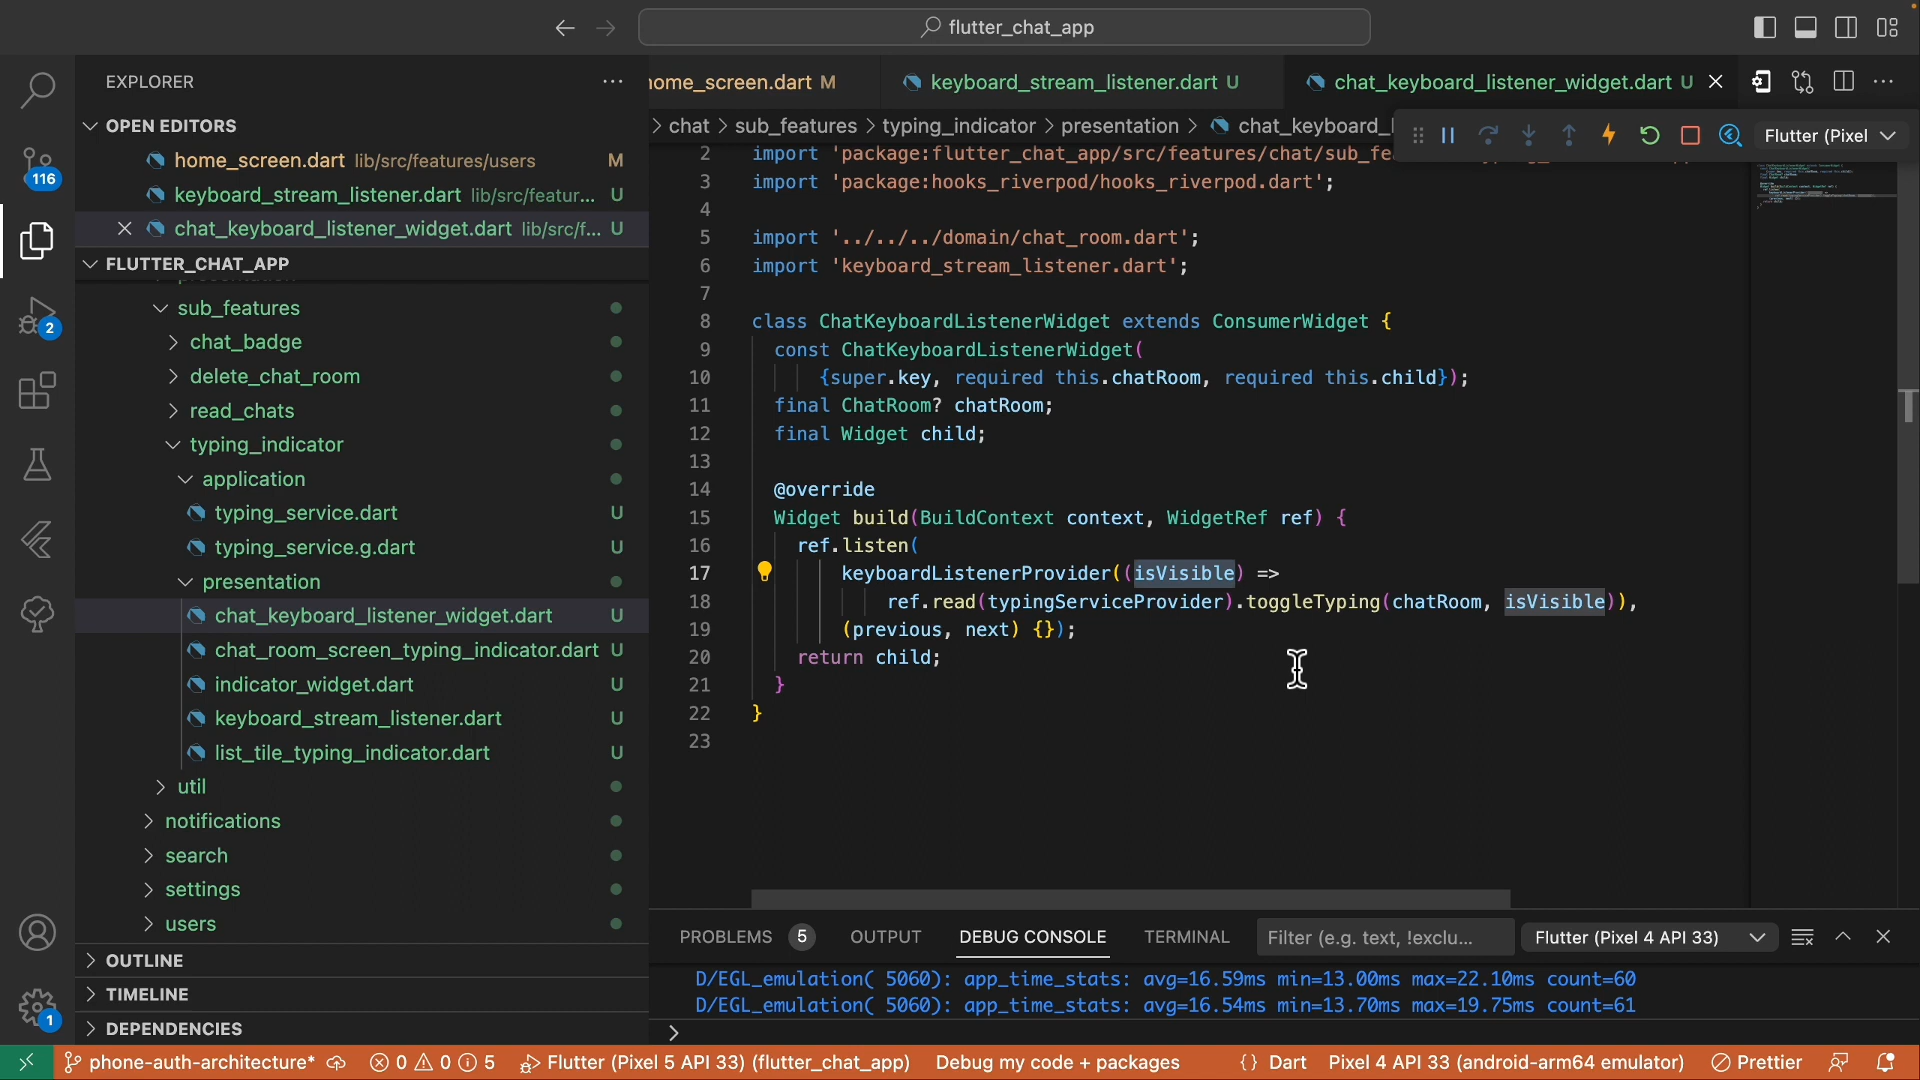 flutter_chat_app
EXPLORER
OPEN EDITORS
home_screen.dart lib/src/features/users M
keyboard_stream_listener.dart lib/src/featur... U
chat_keyboard_listener_widget.dart lib/src/f... U
FLUTTER_CHAT_APP
sub_features
chat_badge
delete_chat_room
read_chats
typing_indicator
application
typing_service.dart U
typing_service.g.dart U
presentation
chat_keyboard_listener_widget.dart U
chat_room_screen_typing_indicator.dart U
indicator_widget.dart U
keyboard_stream_listener.dart U
list_tile_typing_indicator.dart U
util
notifications
search
settings
users
OUTLINE
TIMELINE
DEPENDENCIES
116
2
1
home_screen.dart M
keyboard_stream_listener.dart U
chat_keyboard_listener_widget.dart U
> chat > sub_features > typing_indicator > presentation > chat_keyboard_l
Flutter (Pixel
2 import 'package:flutter_chat_app/src/features/chat/sub_fe
3 import 'package:hooks_riverpod/hooks_riverpod.dart';
4
5 import '../../../domain/chat_room.dart';
6 import 'keyboard_stream_listener.dart';
7
8 class ChatKeyboardListenerWidget extends ConsumerWidget {
9 const ChatKeyboardListenerWidget(
10 {super.key, required this.chatRoom, required this.child});
11 final ChatRoom? chatRoom;
12 final Widget child;
13
14 @override
15 Widget build(BuildContext context, WidgetRef ref) {
16 ref.listen(
17 keyboardListenerProvider((isVisible) =>
18 ref.read(typingServiceProvider).toggleTyping(chatRoom, isVisible)),
19 (previous, next) {});
20 return child;
21 }
22 }
23
PROBLEMS 5 OUTPUT DEBUG CONSOLE TERMINAL Filter (e.g. text, !exclu... Flutter (Pixel 4 API 33)
D/EGL_emulation( 5060): app_time_stats: avg=16.59ms min=13.00ms max=22.10ms count=60
D/EGL_emulation( 5060): app_time_stats: avg=16.54ms min=13.70ms max=19.75ms count=61
>
phone-auth-architecture* 0 0 5 Flutter (Pixel 5 API 33) (flutter_chat_app) Debug my code + packages {} Dart Pixel 4 API 33 (android-arm64 emulator) Prettier